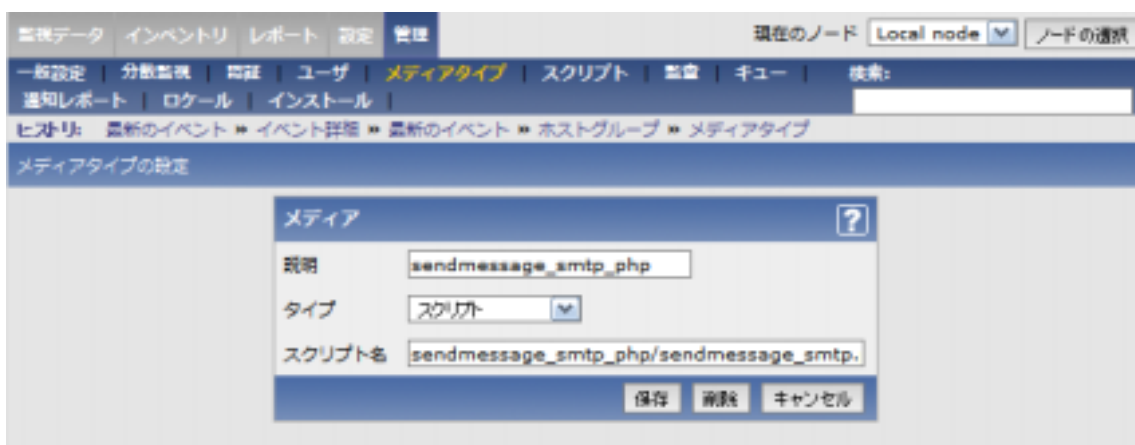 監視データ インベントリ レポート 設定 管理 現在のノード Local node ノードの選択
一般設定 | 分散監視 | 認証 | ユーザ | メディアタイプ | スクリプト | 監査 | キュー | 検索:
通知レポート | ロケール | インストール |
ヒストリ: 最新のイベント » イベント詳細 » 最新のイベント » ホストグループ » メディアタイプ
メディアタイプの設定
メディア ?
説明 sendmessage_smtp_php
タイプ スクリプト
スクリプト名 sendmessage_smtp_php/sendmessage_smtp.
保存 削除 キャンセル